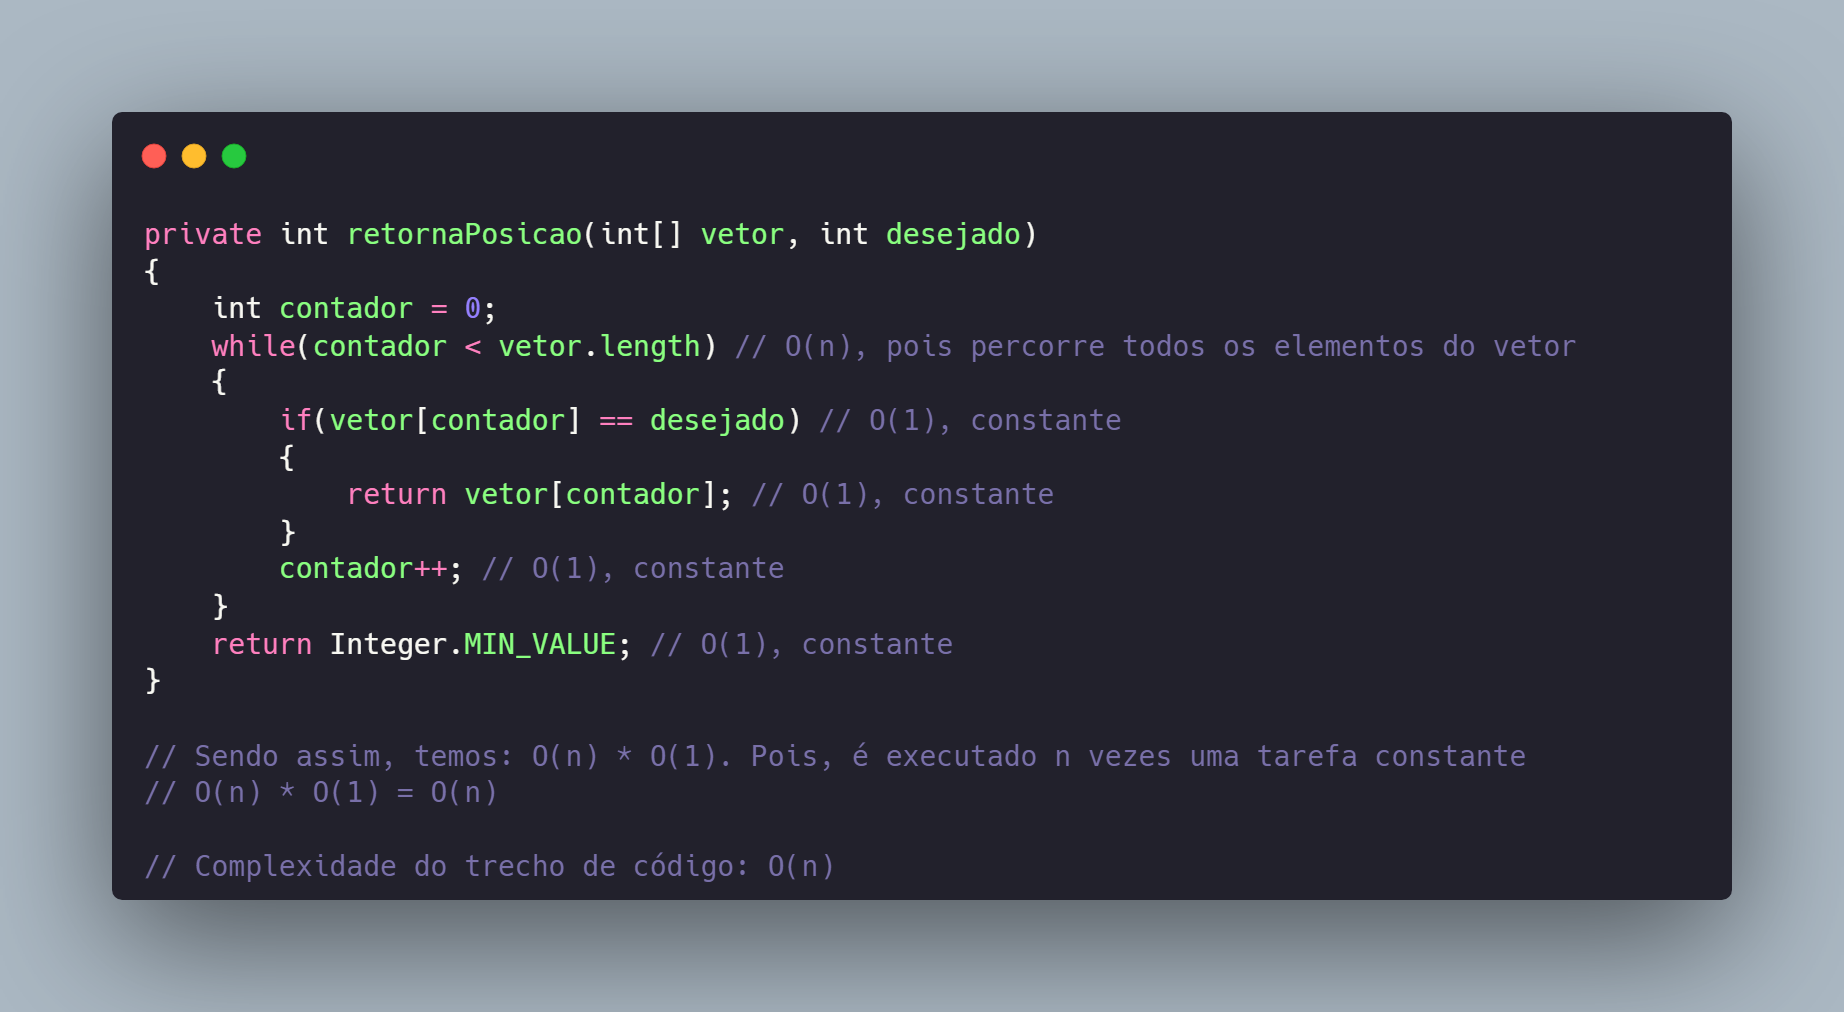 private int retornaPosicao(int[] vetor, int desejado)
{
    int contador = 0;
    while(contador < vetor.length) // O(n), pois percorre todos os elementos do vetor
    {
        if(vetor[contador] == desejado) // O(1), constante
        {
            return vetor[contador]; // O(1), constante
        }
        contador++; // O(1), constante
    }
    return Integer.MIN_VALUE; // O(1), constante
}

// Sendo assim, temos: O(n) * O(1). Pois, é executado n vezes uma tarefa constante
// O(n) * O(1) = O(n)

// Complexidade do trecho de código: O(n)